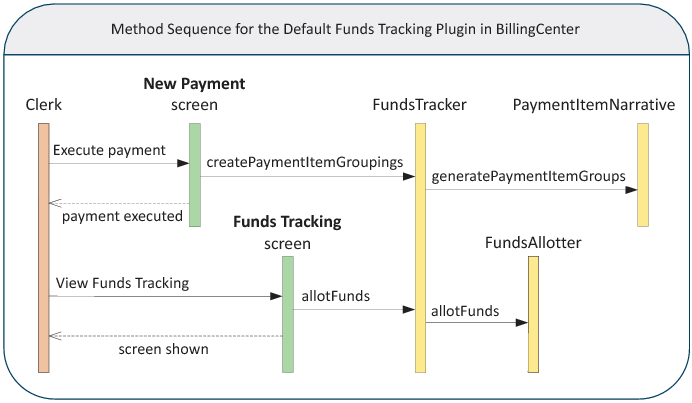 Method Sequence for the Default Funds Tracking Plugin in BillingCenter
New Payment
Clerk screen FundsTracker PaymentItemNarrative
Execute payment
createPaymentItemGroupings
generatePaymentItemGroups
payment executed
Funds Tracking
screen
FundsAllotter
View Funds Tracking
allotFunds
allotFunds
screen shown